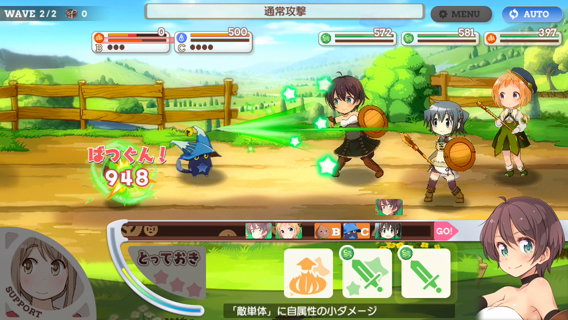 WAVE 2/2 0
通常攻撃
MENU
AUTO
0
B
500
C
572
581
397
ばつぐん!
948
B
C
GO!
SUPPORT
とっておき
「敵単体」に自属性の小ダメージ